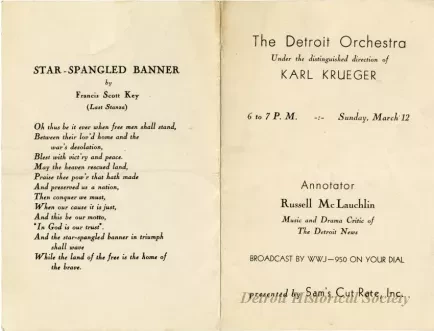 STAR-SPANGLED BANNER
by
Francis Scott Key
(Last Stanza)
Oh thus be it ever when free men shall stand,
Between their lov'd home and the
war's desolation,
Blest with vict'ry and peace.
May the heaven rescued land,
Praise thee pow'r that hath made
And preserved us a nation,
Then conquer we must,
When our cause it is just,
And this be our motto,
"In God is our trust".
And the star-spangled banner in triumph
shall wave
While the land of the free is the home of
the brave.
The Detroit Orchestra
Under the distinguished direction of
KARL KRUEGER
6 to 7 P. M. -:- Sunday, March 12
Annotator
Russell Mc Lauchlin
Music and Drama Critic of
The Detroit News
BROADCAST BY WWJ—950 ON YOUR DIAL
presented by Sam's Cut Rate, Inc.
Detroit Historical Society